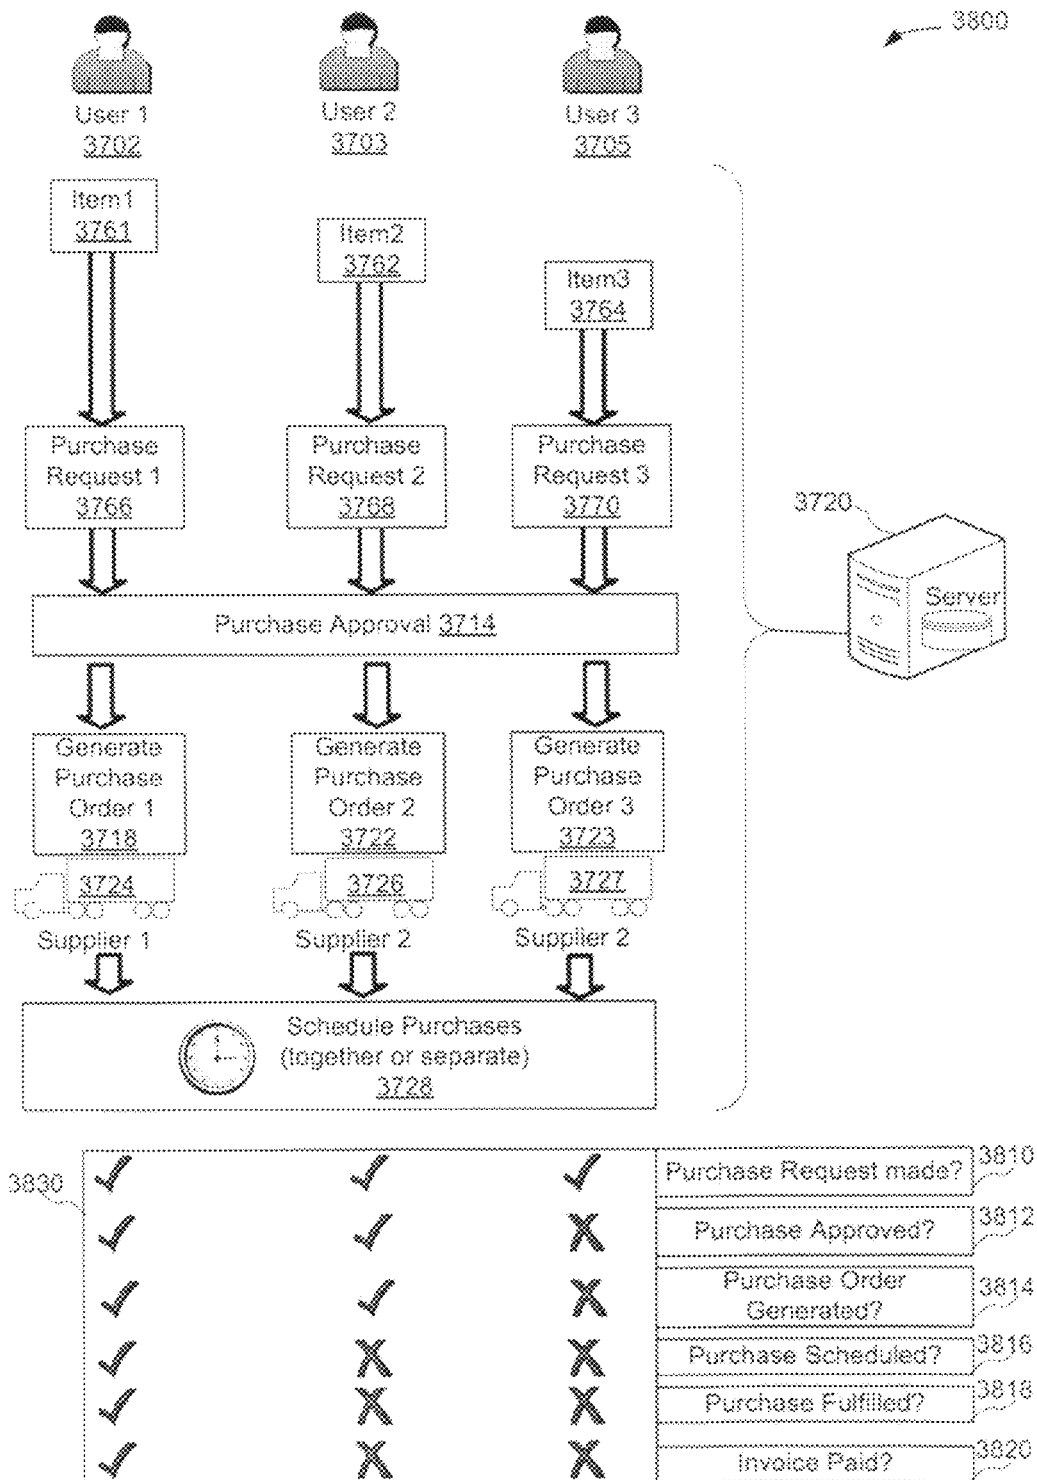 3800
User 1
3702
User 2
3703
User 3
3705
Item1
3761
Item2
3762
Item3
3764
Purchase
Request 1
3766
Purchase
Request 2
3768
Purchase
Request 3
3770
3720
Server
Purchase Approval 3714
Generate
Purchase
Order 1
3718
Generate
Purchase
Order 2
3722
Generate
Purchase
Order 3
3723
3724
Supplier 1
3726
Supplier 2
3727
Supplier 2
Schedule Purchases
(together or separate)
3728
3830
Purchase Request made?
3810
Purchase Approved?
3812
Purchase Order
Generated?
3814
Purchase Scheduled?
3816
Purchase Fulfilled?
3818
Invoice Paid?
3820